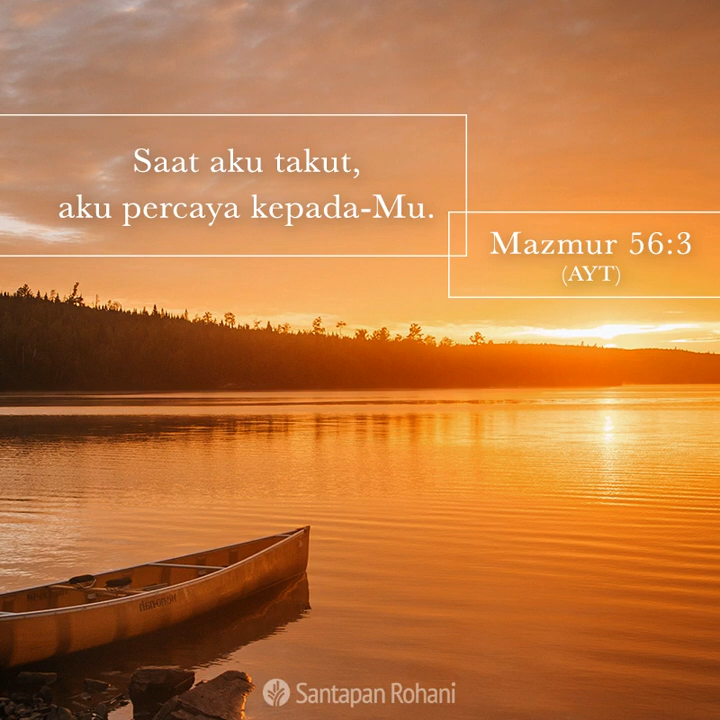 Saat aku takut,
aku percaya kepada-Mu.
Mazmur 56:3
(AYT)
Santapan Rohani